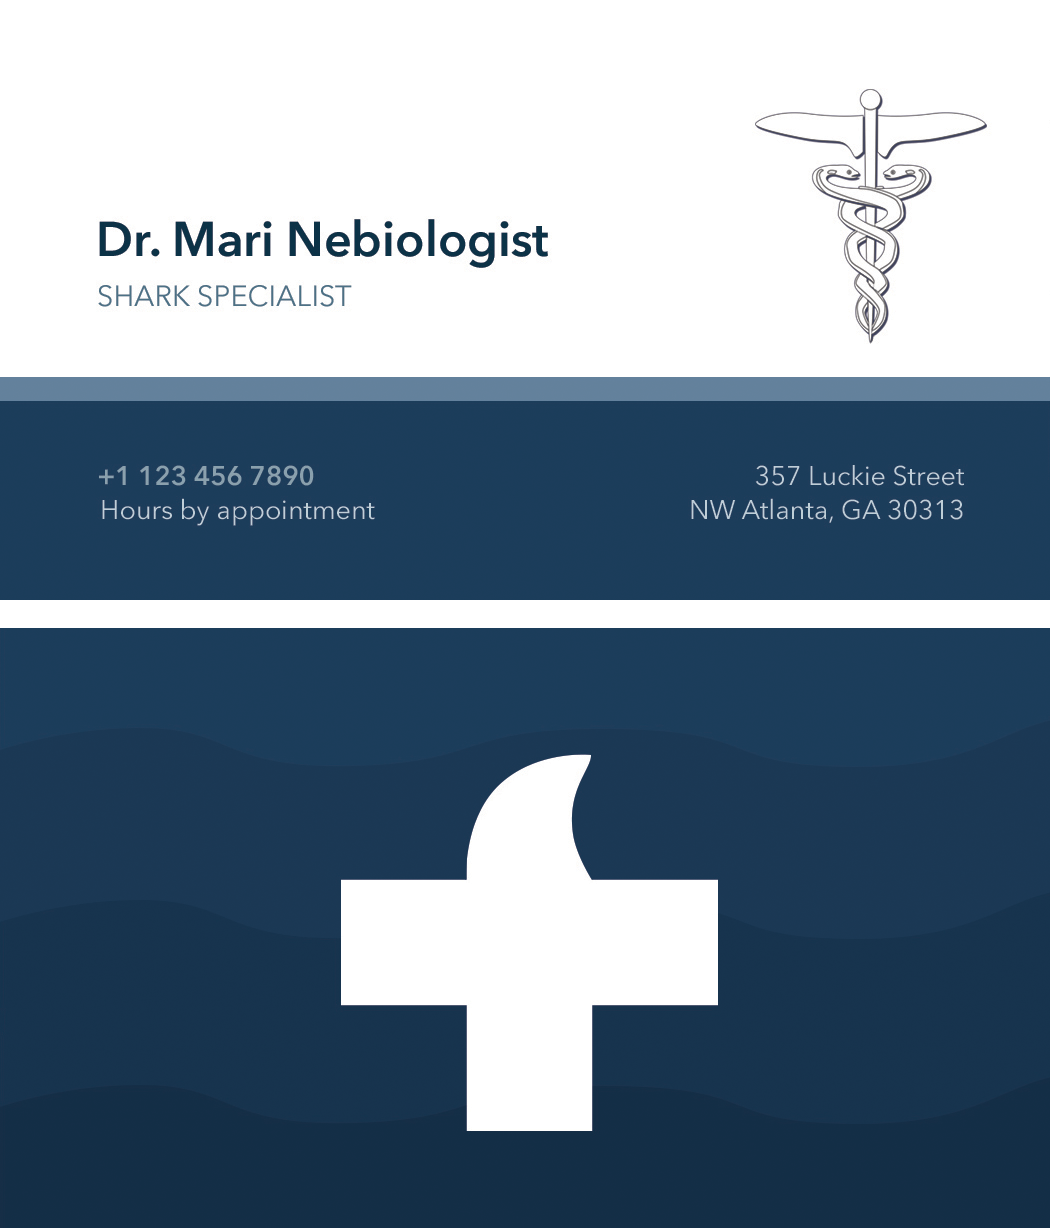 Dr. Mari Nebiologist
SHARK SPECIALIST
+1 123 456 7890
Hours by appointment
357 Luckie Street
NW Atlanta, GA 30313